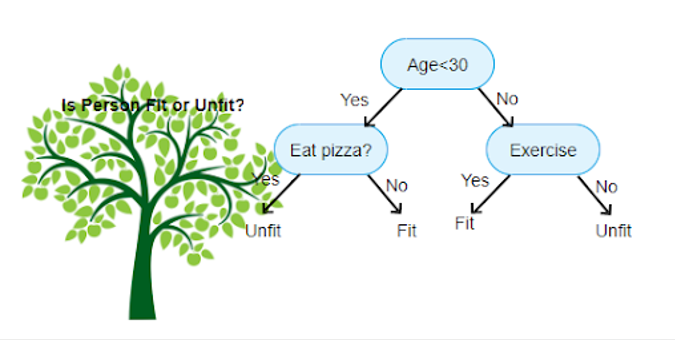 Age<30
Is Person Fit or Unfit?
Yes
No
Eat pizza?
Exercise
Yes
No
Yes
No
Unfit
Fit
Fit
Unfit